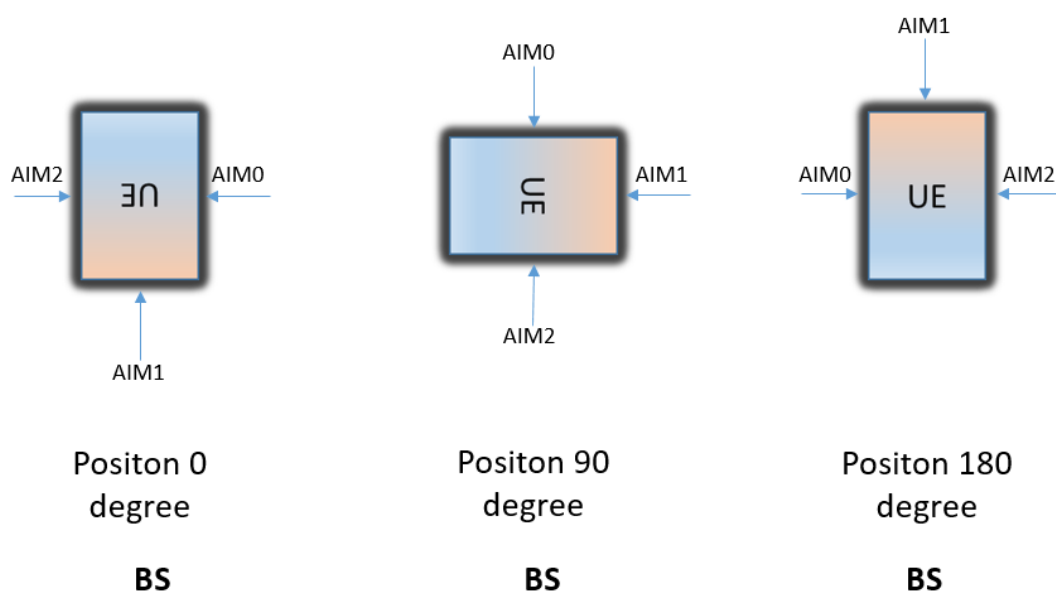 AIM2
UE
AIM0
AIM1
Positon 0
degree
BS
AIM0
UE
AIM1
AIM2
Positon 90
degree
BS
AIM1
AIM0
UE
AIM2
Positon 180
degree
BS